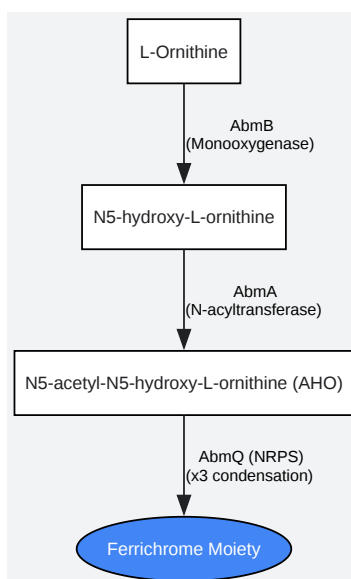 L-Ornithine
AbmB
(Monooxygenase)
N5-hydroxy-L-ornithine
AbmA
(N-acyltransferase)
N5-acetyl-N5-hydroxy-L-ornithine (AHO)
AbmQ (NRPS)
(x3 condensation)
Ferrichrome Moiety